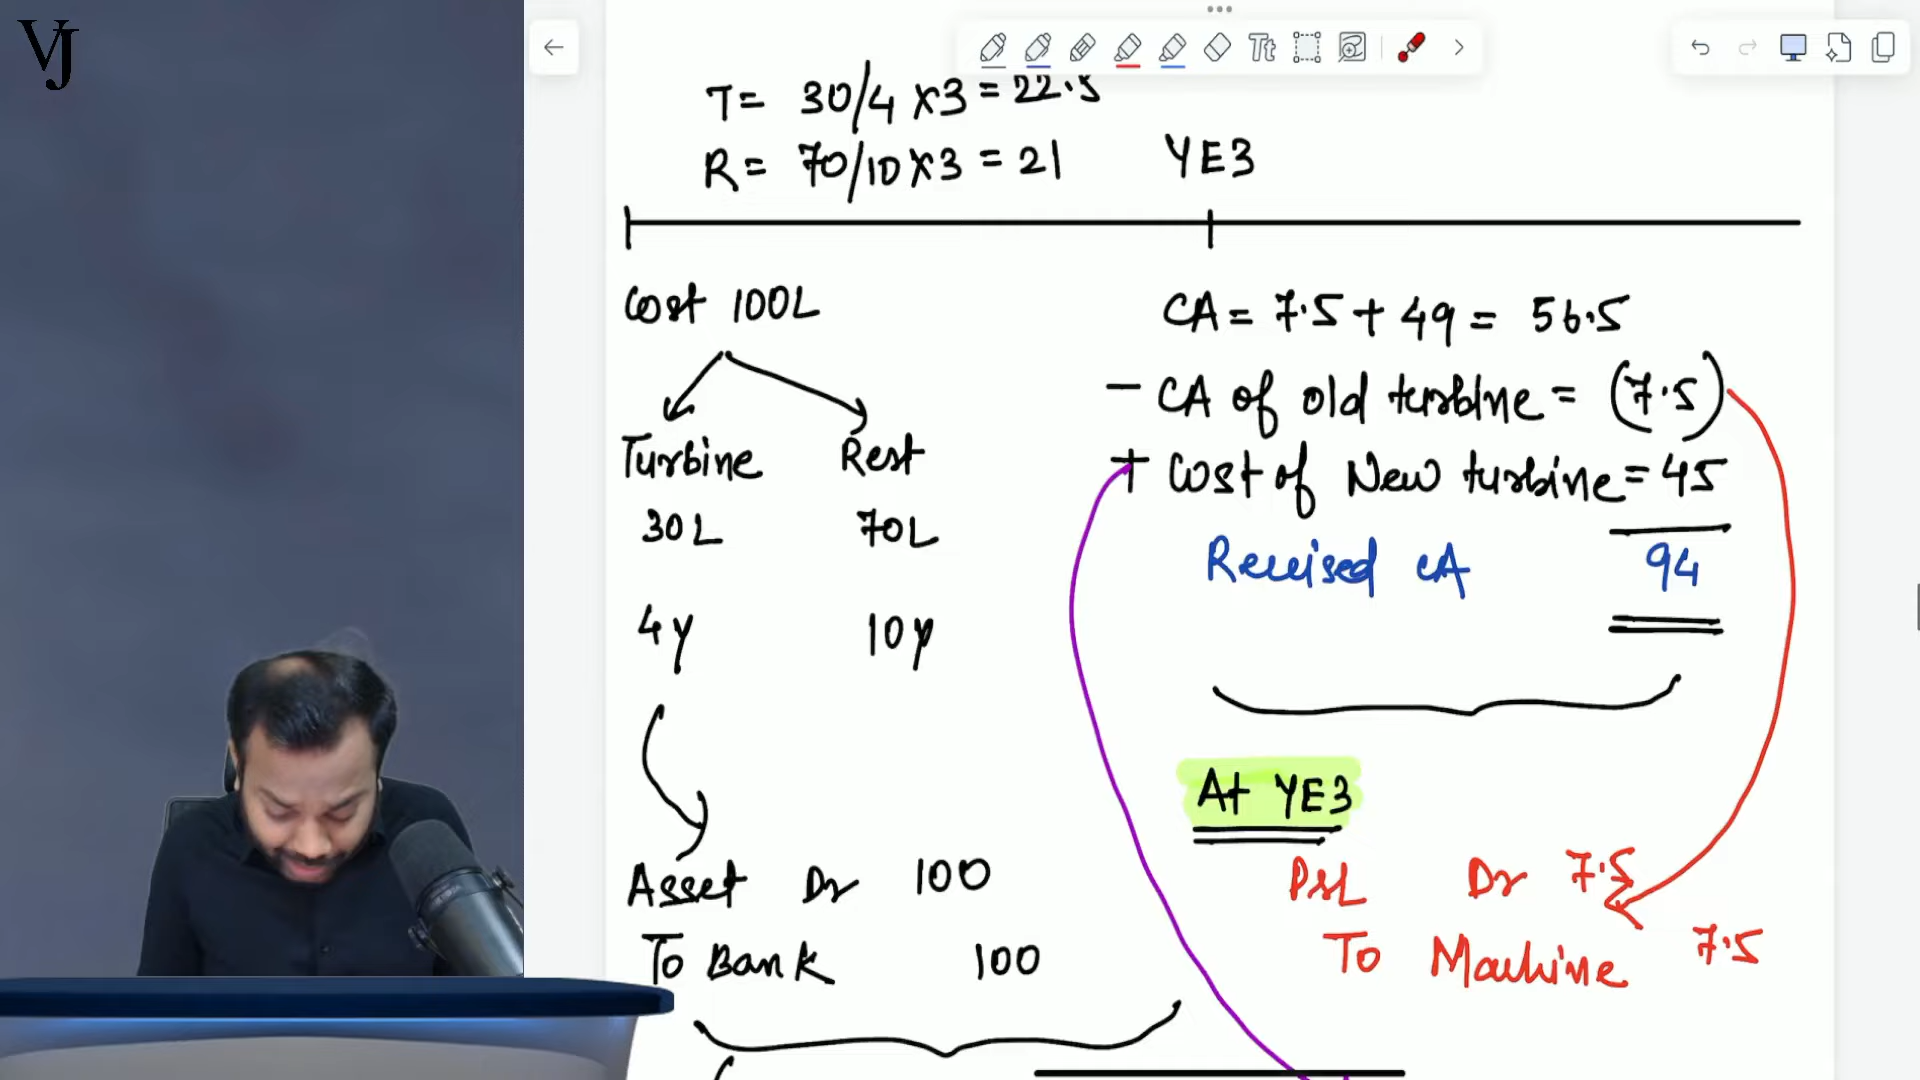 VJ
T = 30/4 x3 = 22.5
R = 70/10 x3 = 21 YE3
Cost 100L
Turbine Rest
30L 70L
4y 10y
Asset Dr 100
To Bank 100
CA = 7.5 + 49 = 56.5
- CA of old turbine = (7.5)
+ Cost of New turbine = 45
Revised CA 94
At YE3
P&L Dr 7.5
To Machine 7.5
Tt